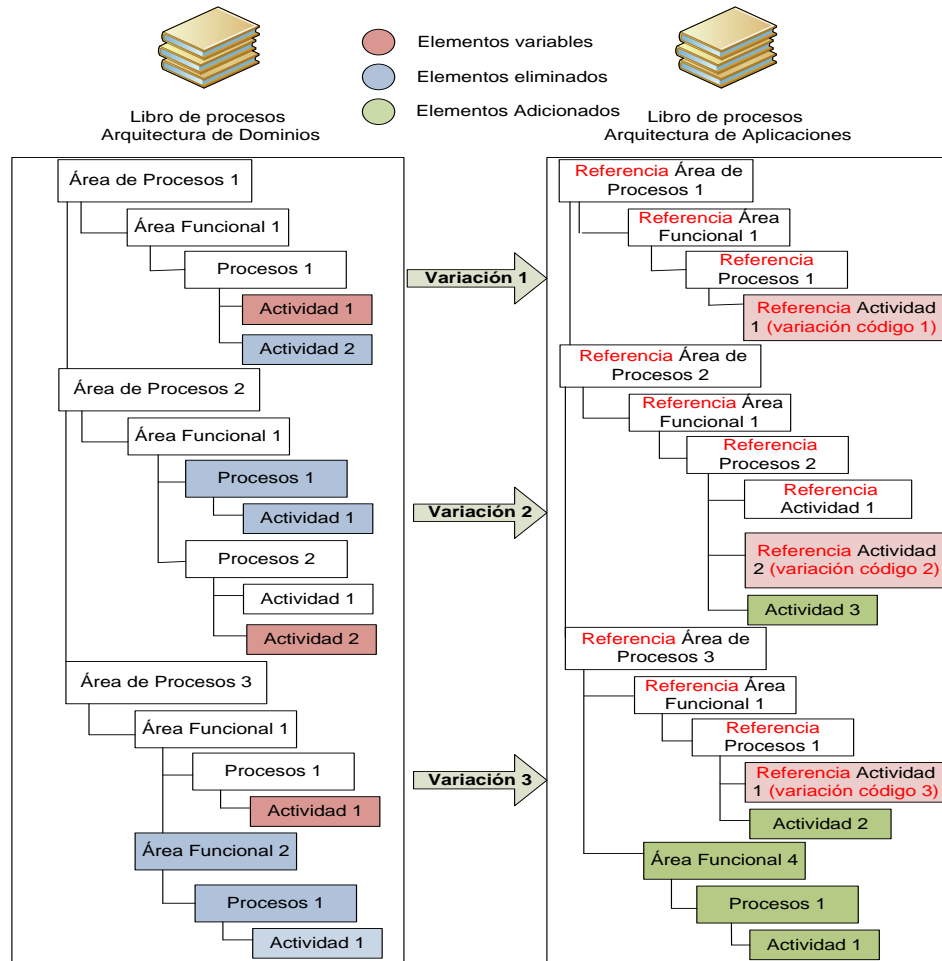 Elementos variables
Elementos eliminados
Elementos Adicionados
Libro de procesos
Arquitectura de Dominios
Libro de procesos
Arquitectura de Aplicaciones
Área de Procesos 1
Área Funcional 1
Procesos 1
Actividad 1
Actividad 2
Área de Procesos 2
Área Funcional 1
Procesos 1
Actividad 1
Procesos 2
Actividad 1
Actividad 2
Área de Procesos 3
Área Funcional 1
Procesos 1
Actividad 1
Área Funcional 2
Procesos 1
Actividad 1
Variación 1
Variación 2
Variación 3
Referencia Área de
Procesos 1
Referencia Área
Funcional 1
Referencia
Procesos 1
Referencia Actividad
1 (variación código 1)
Referencia Área de
Procesos 2
Referencia Área
Funcional 1
Referencia
Procesos 2
Referencia
Actividad 1
Referencia Actividad
2 (variación código 2)
Actividad 3
Referencia Área de
Procesos 3
Referencia Área
Funcional 1
Referencia
Procesos 1
Referencia Actividad
1 (variación código 3)
Actividad 2
Área Funcional 4
Procesos 1
Actividad 1